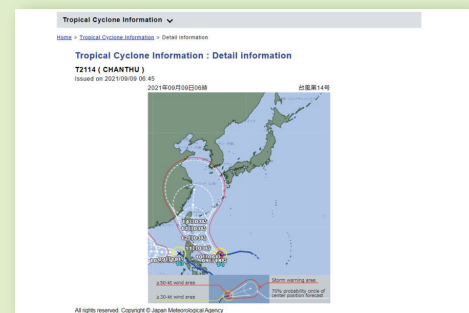 Tropical Cyclone Information
Home > Tropical Cyclone Information > Detail information
Tropical Cyclone Information : Detail information
T2114 ( CHANTHU )
Issued on 2021/09/09 06:45
2021年09月09日06時 台風第14号
≥50-kt wind area
≥30-kt wind area
Storm warning area
70% probability circle of
center position forecast
All rights reserved. Copyright © Japan Meteorological Agency